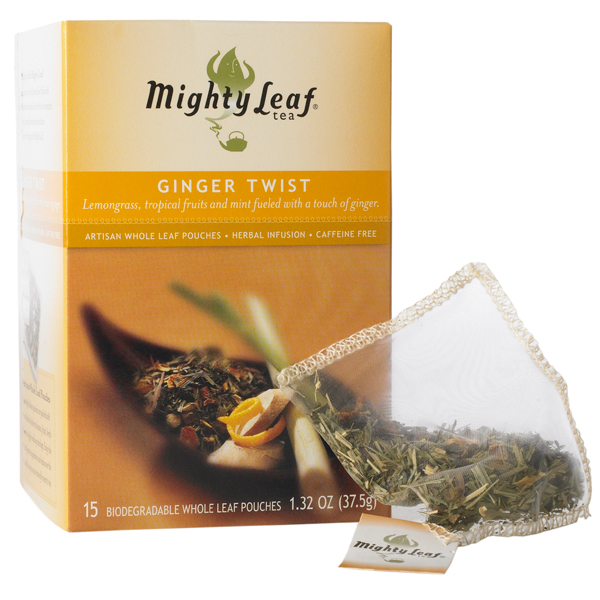 Mighty Leaf®
tea
GINGER TWIST
Lemongrass, tropical fruits and mint fueled with a touch of ginger.
ARTISAN WHOLE LEAF POUCHES • HERBAL INFUSION • CAFFEINE FREE
15 BIODEGRADABLE WHOLE LEAF POUCHES 1.32 OZ (37.5g)
Mighty Leaf